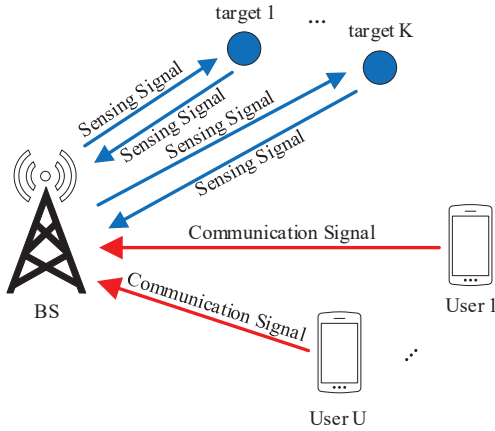 target 1
...
target K
Sensing Signal
Sensing Signal
Sensing Signal
Sensing Signal
Communication Signal
Communication Signal
BS
User 1
...
User U